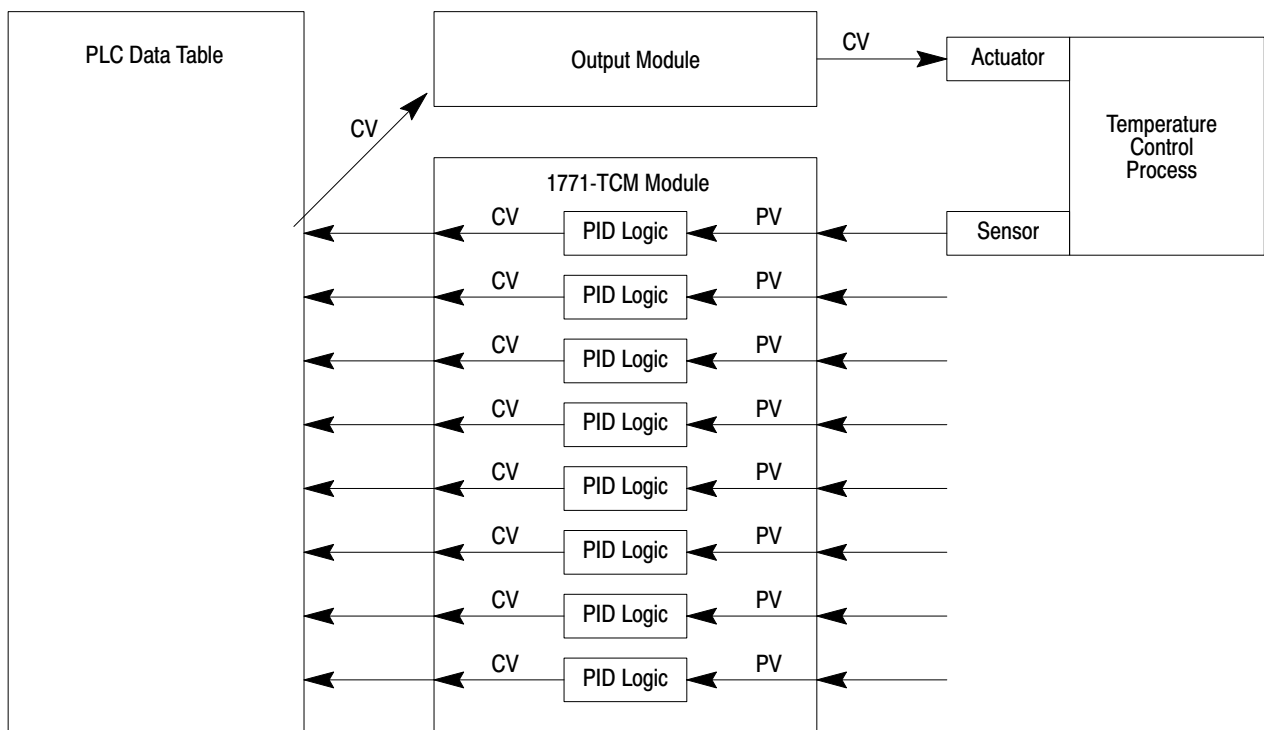 PLC Data Table
Output Module
CV
Actuator
CV
Temperature
Control
Process
1771-TCM Module
CV
PID Logic
PV
Sensor
CV
PID Logic
PV
CV
PID Logic
PV
CV
PID Logic
PV
CV
PID Logic
PV
CV
PID Logic
PV
CV
PID Logic
PV
CV
PID Logic
PV